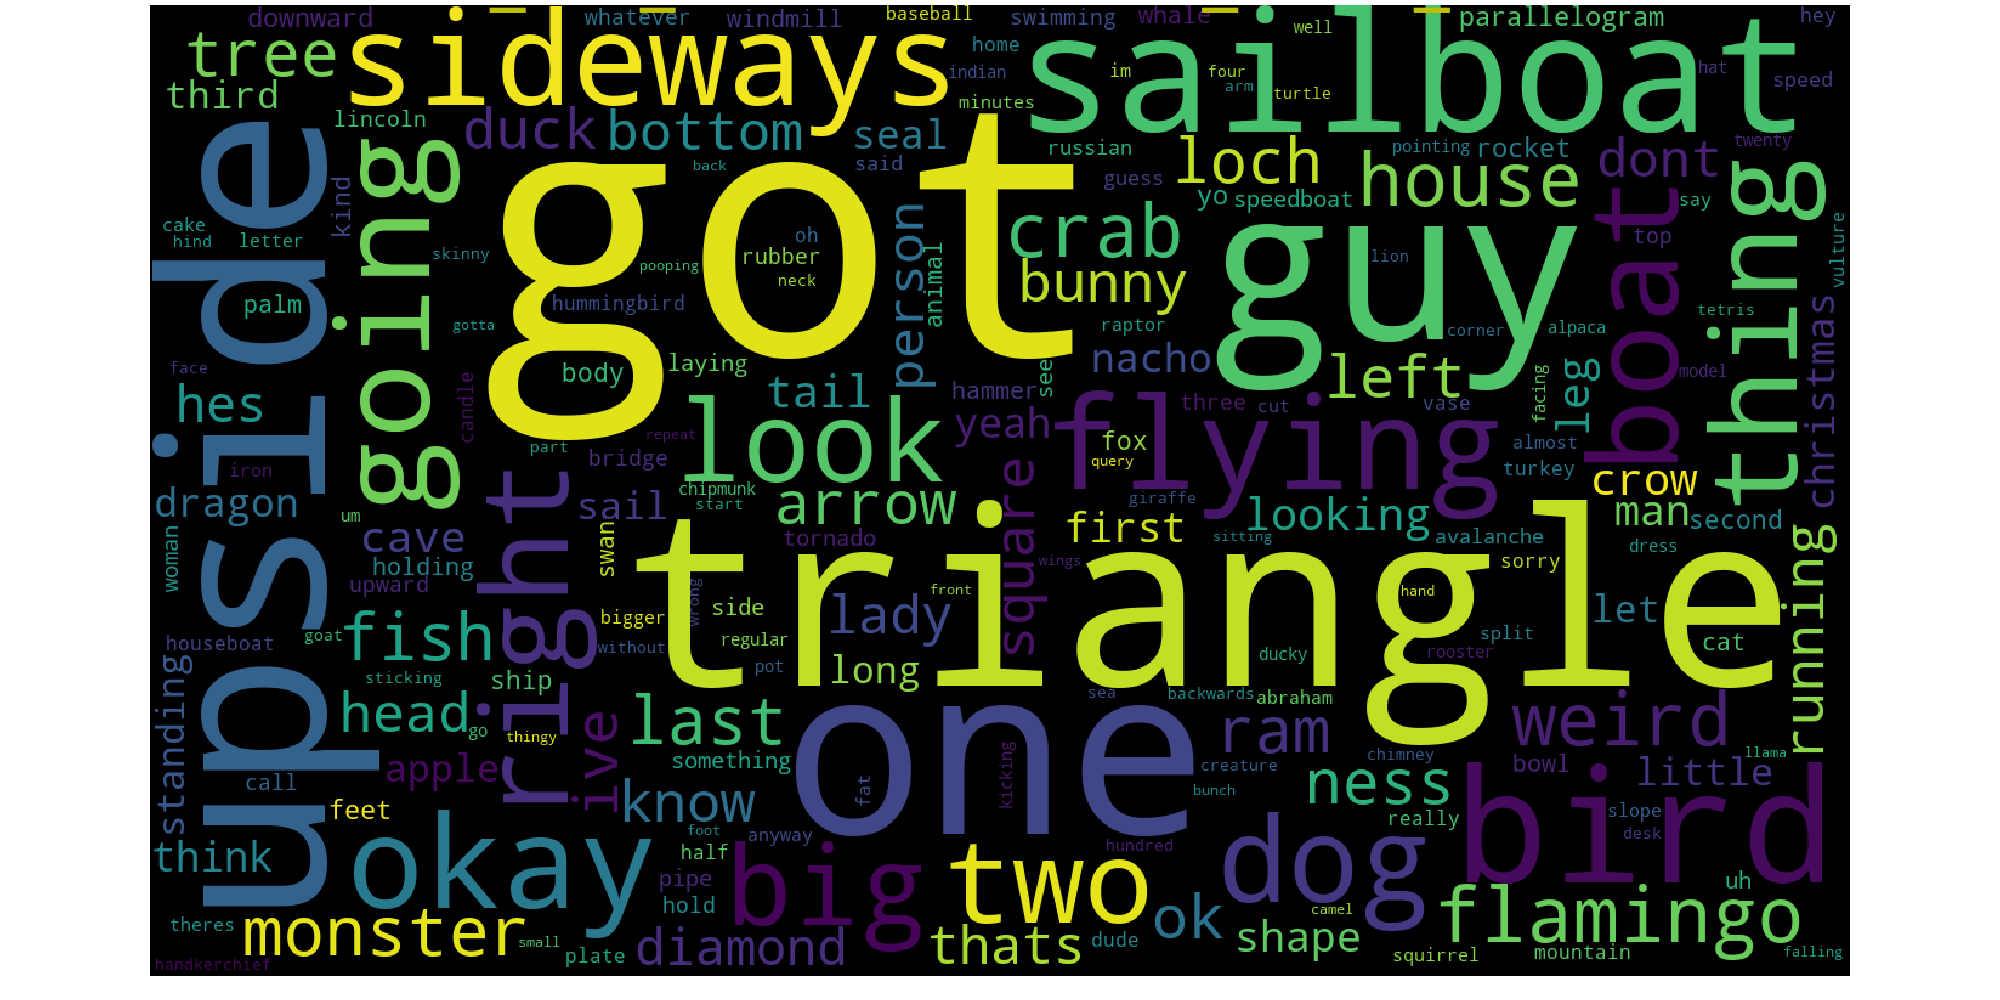 downward
whatever
windmill
baseball
swimming
whale
parallelogram
hey
tree
sideways
home
well
sailboat
third
indian
im
four
arm
turtle
hat
speed
minutes
lincoln
duck
bottom
seal
russian
loch
pointing
rocket
dont
twenty
upside
going
got
back
said
guess
house
thing
kind
person
yo
speedboat
boat
say
cake
hind
letter
skinny
pooping
oh
rubber
neck
crab
bunny
guy
lion
top
vulture
palm
hummingbird
animal
gotta
raptor
corner
alpaca
tetris
christmas
face
body
laying
nacho
left
model
hes
candle
tail
hammer
see
three
cut
vase
facing
leg
look
yeah
flying
part
repeat
iron
bridge
fox
query
almost
turkey
crow
dragon
right
sail
chipmunk
start
arrow
square
giraffe
looking
man
second
um
first
cave
tornado
sitting
avalanche
running
woman
holding
swan
triangle
wings
sorry
dress
upward
wrong
front
hand
houseboat
goat
fish
bigger
without
side
regular
lady
split
let
rooster
cat
standing
sticking
ship
pot
long
ducky
sea
backwards
abraham
head
go
thingy
last
one
ram
weird
call
apple
ive
something
fat
kicking
creature
chimney
bowl
little
llama
feet
know
bunch
ness
bird
slope
think
okay
foot
half
anyway
hundred
dog
really
desk
pipe
hold
big
two
uh
theres
monster
small
plate
diamond
thats
dude
ok
camel
shape
flamingo
squirrel
mountain
falling
handkerchief